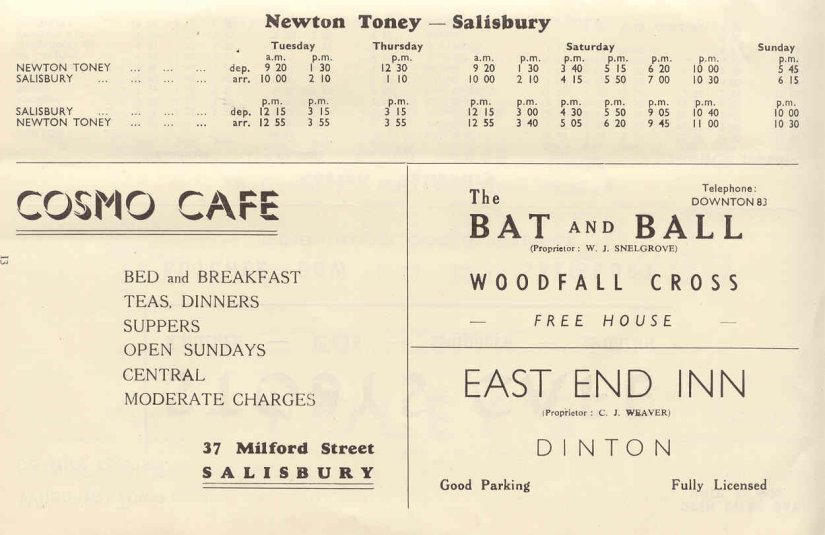 Newton Toney — Salisbury
Tuesday Thursday Saturday Sunday
a.m. p.m. p.m. a.m. p.m. p.m. p.m. p.m. p.m. p.m.
NEWTON TONEY ... ... ... dep. 9 20 1 30 12 30 9 20 1 30 3 40 5 15 6 20 10 00 5 45
SALISBURY ... ... ... arr. 10 00 2 10 1 10 10 00 2 10 4 15 5 50 7 00 10 30 6 15
p.m. p.m. p.m. p.m. p.m. p.m. p.m. p.m. p.m. p.m.
SALISBURY ... ... ... dep. 12 15 3 15 3 15 12 15 3 00 4 30 5 50 9 05 10 40 10 00
NEWTON TONEY ... ... ... arr. 12 55 3 55 3 55 12 55 3 40 5 05 6 20 9 45 11 00 10 30
COSMO CAFE
BED and BREAKFAST
TEAS, DINNERS
SUPPERS
OPEN SUNDAYS
CENTRAL
MODERATE CHARGES
37 Milford Street
SALISBURY
The
Telephone:
DOWNTON 83
BAT AND BALL
(Proprietor: W. J. SNELGROVE)
WOODFALL CROSS
— FREE HOUSE —
EAST END INN
(Proprietor: C. J. WEAVER)
DINTON
Good Parking Fully Licensed
13